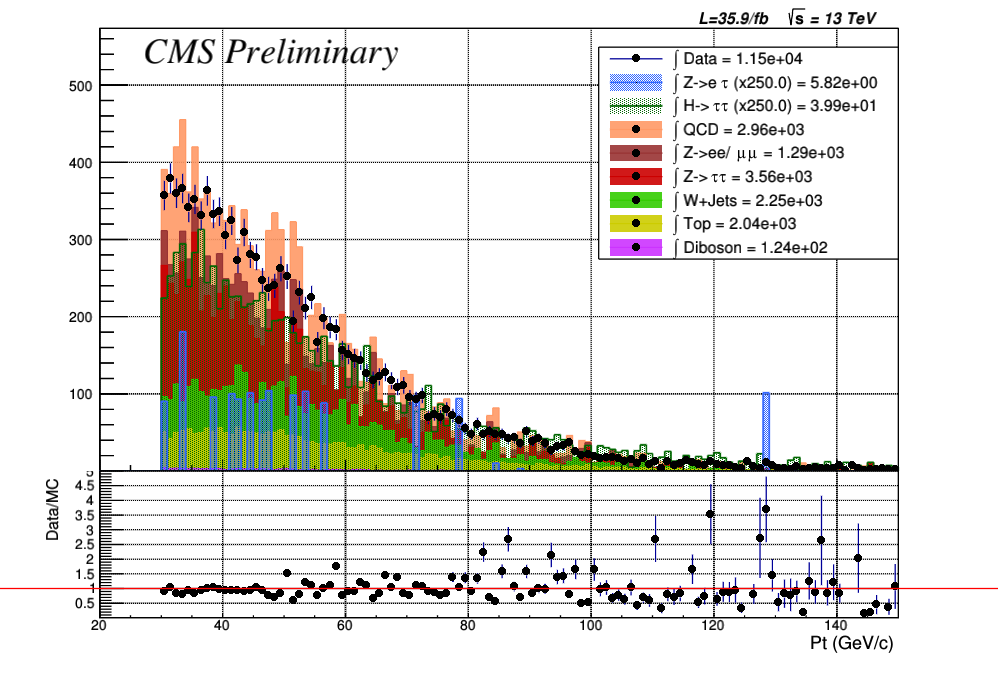 L=35.9/fb √s = 13 TeV
CMS Preliminary
∫ Data = 1.15e+04
∫ Z->e τ (x250.0) = 5.82e+00
∫ H-> ττ (x250.0) = 3.99e+01
∫ QCD = 2.96e+03
∫ Z->ee/ μμ = 1.29e+03
∫ Z-> ττ = 3.56e+03
∫ W+Jets = 2.25e+03
∫ Top = 2.04e+03
∫ Diboson = 1.24e+02
500
400
300
200
100
Data/MC
5
4.5
4
3.5
3
2.5
2
1.5
1
0.5
20 40 60 80 100 120 140
Pt (GeV/c)